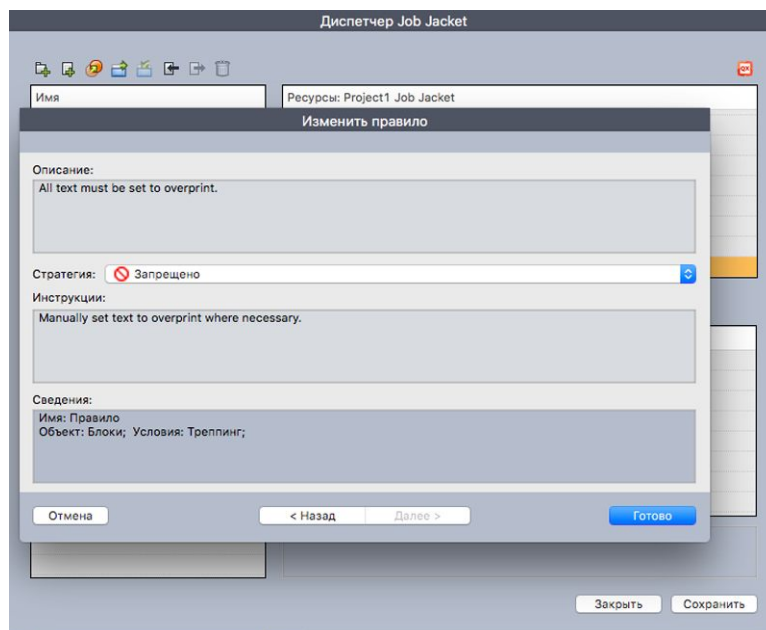 Диспетчер Job Jacket
Имя
Ресурсы: Project1 Job Jacket
Изменить правило
Описание:
All text must be set to overprint.
Стратегия: Запрещено
Инструкции:
Manually set text to overprint where necessary.
Сведения:
Имя: Правило
Объект: Блоки; Условия: Треппинг;
Отмена < Назад Далее > Готово
Закрыть Сохранить